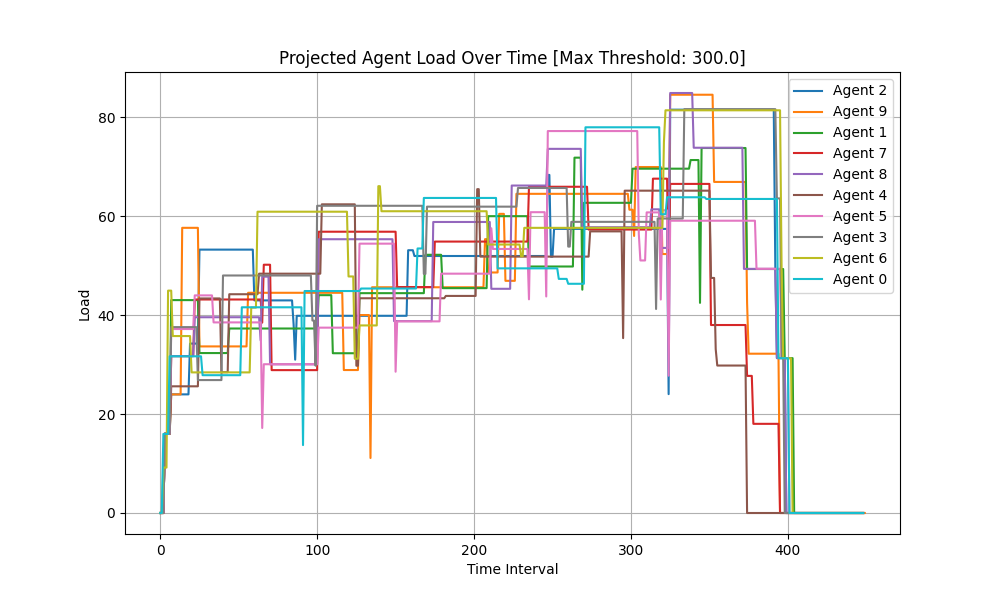 Projected Agent Load Over Time [Max Threshold: 300.0]
Load
80
60
40
20
0
0 100 200 300 400
Time Interval
Agent 2
Agent 9
Agent 1
Agent 7
Agent 8
Agent 4
Agent 5
Agent 3
Agent 6
Agent 0